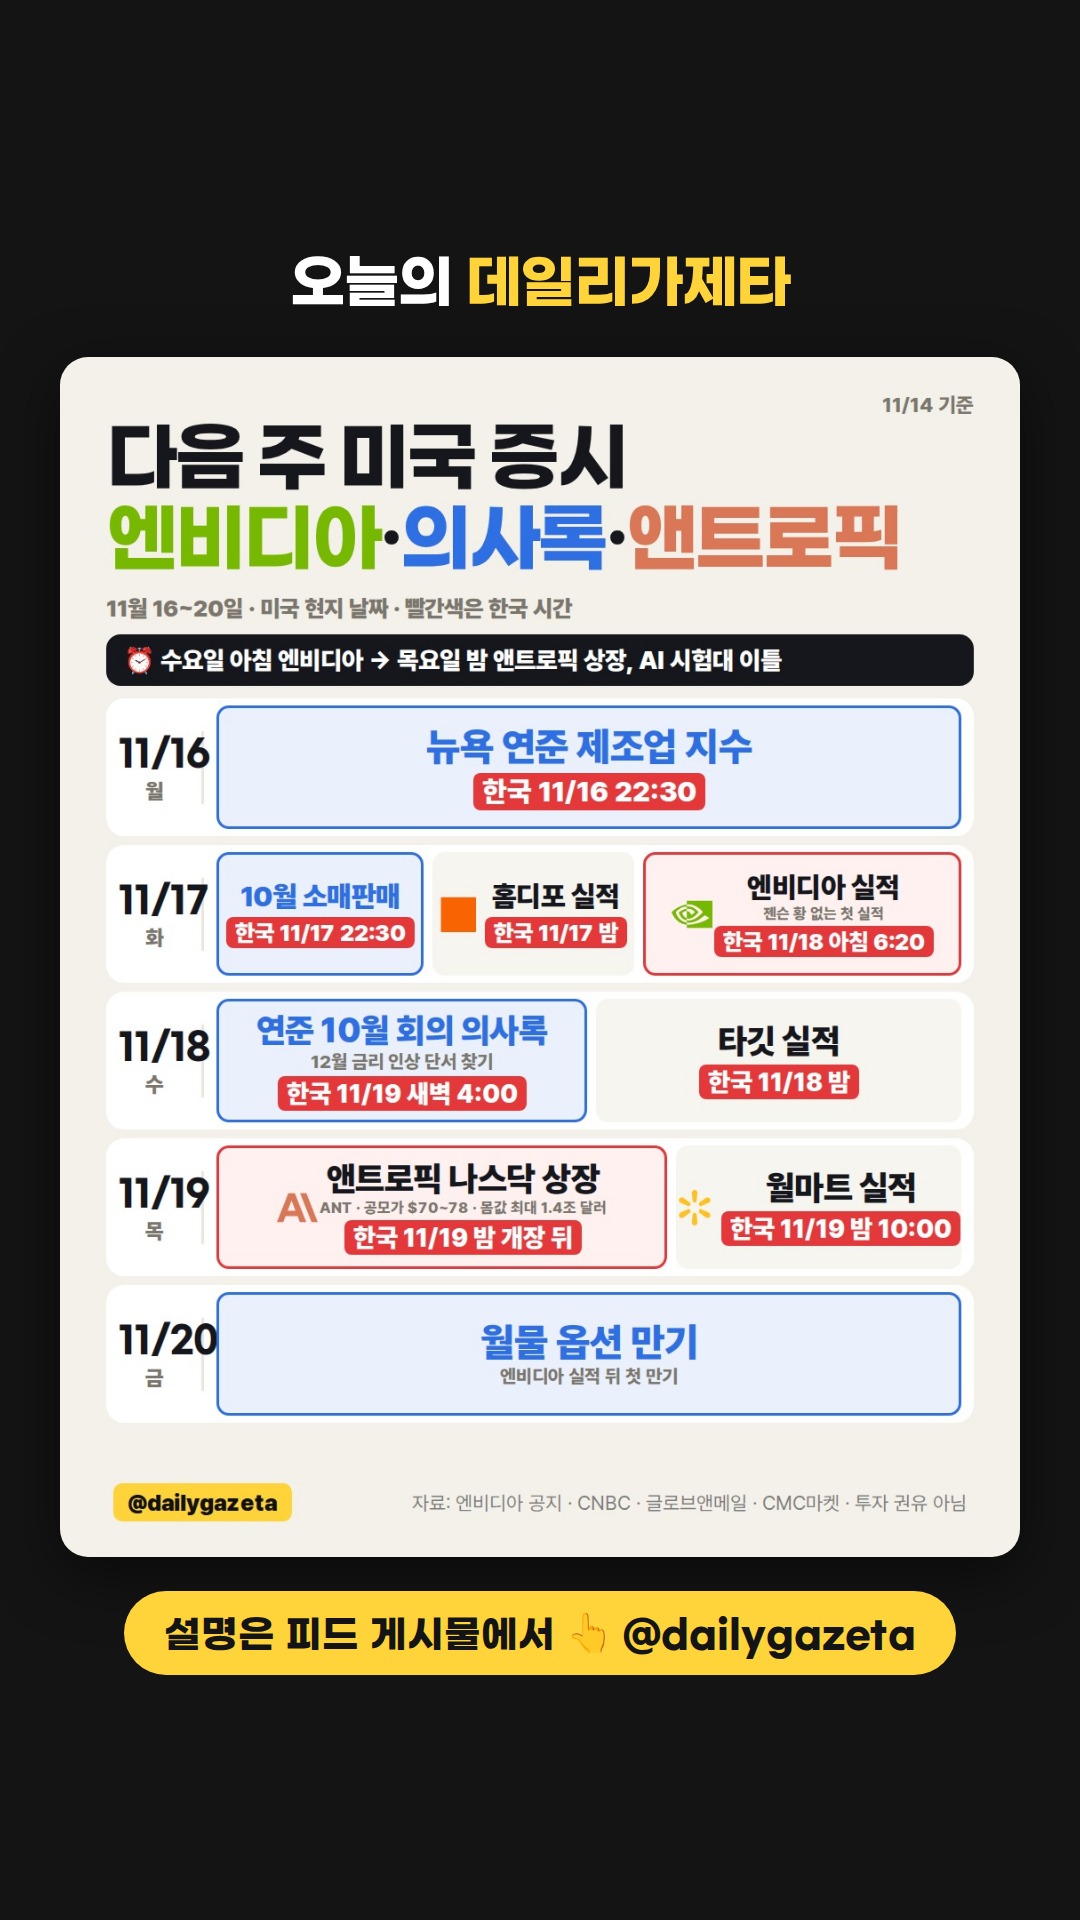 오늘의 데일리가제타
11/14 기준
다음 주 미국 증시
엔비디아·의사록·앤트로픽
11월 16~20일 · 미국 현지 날짜 · 빨간색은 한국 시간
⏰ 수요일 아침 엔비디아 → 목요일 밤 앤트로픽 상장, AI 시험대 이틀
11/16
월
뉴욕 연준 제조업 지수
한국 11/16 22:30
11/17
화
10월 소매판매
한국 11/17 22:30
홈디포 실적
한국 11/17 밤
엔비디아 실적
젠슨 황 없는 첫 실적
한국 11/18 아침 6:20
11/18
수
연준 10월 회의 의사록
12월 금리 인상 단서 찾기
한국 11/19 새벽 4:00
타깃 실적
한국 11/18 밤
11/19
목
앤트로픽 나스닥 상장
ANT · 공모가 $70~78 · 몸값 최대 1.4조 달러
한국 11/19 밤 개장 뒤
월마트 실적
한국 11/19 밤 10:00
11/20
금
월물 옵션 만기
엔비디아 실적 뒤 첫 만기
@dailygazeta
자료: 엔비디아 공지 · CNBC · 글로브앤메일 · CMC마켓 · 투자 권유 아님
설명은 피드 게시물에서 👆 @dailygazeta